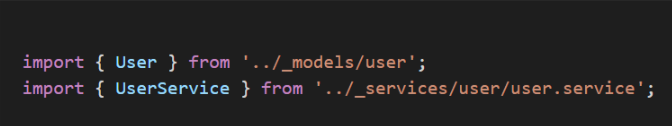 import { User } from '../_models/user';
import { UserService } from '../_services/user/user.service';